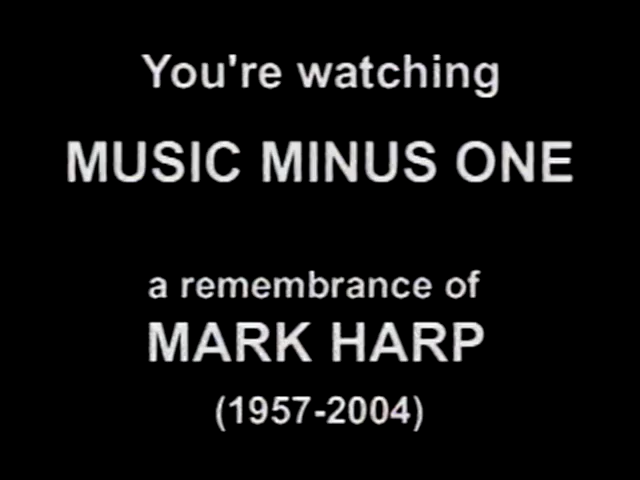 You're watching
MUSIC MINUS ONE
a remembrance of
MARK HARP
(1957-2004)